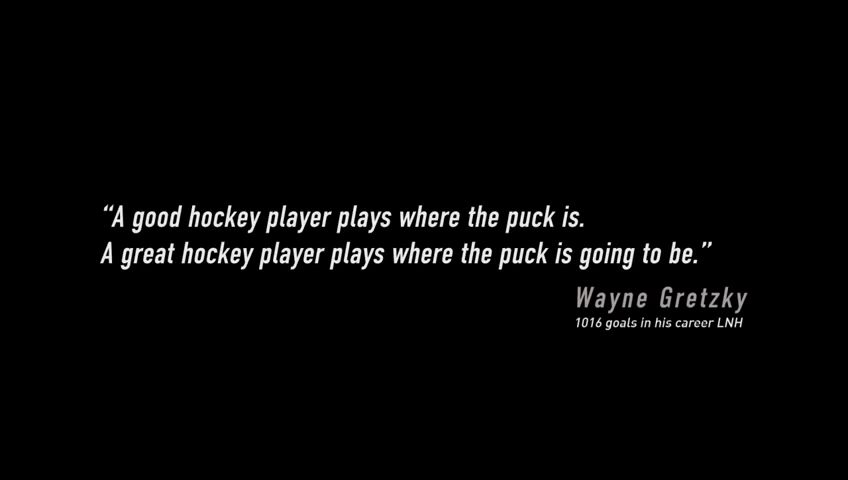 “A good hockey player plays where the puck is.
A great hockey player plays where the puck is going to be.”
Wayne Gretzky
1016 goals in his career LNH